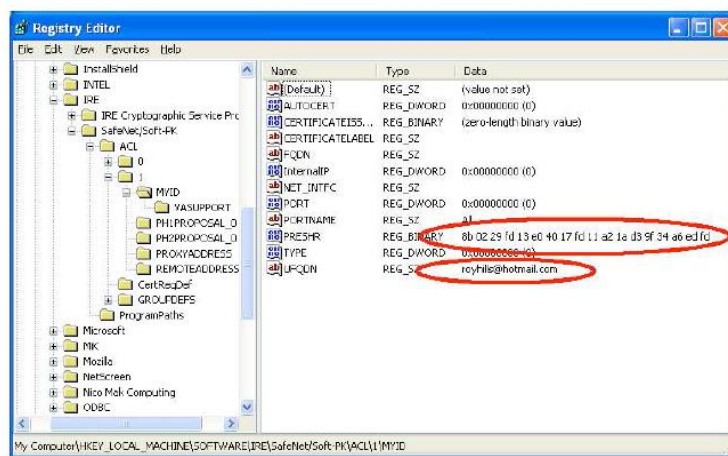 Registry Editor
File Edit View Favorites Help
InstallShield
INTEL
IRE
IRE Cryptographic Service Prc
SafeNet/Soft-PK
ACL
0
1
MYID
VASUPPORT
PH1PROPOSAL_0
PH2PROPOSAL_0
PROXYADDRESS
REMOTEADDRESS
CertReqDef
GROUPDEFS
ProgramPaths
Microsoft
MK
Mozilla
NetScreen
Nico Mak Computing
ODBC
Name Type Data
(Default) REG_SZ (value not set)
AUTOCERT REG_DWORD 0x00000000 (0)
CERTIFICATEISS... REG_BINARY (zero-length binary value)
CERTIFICATELABEL REG_SZ
FQDN REG_SZ
InternalIP REG_DWORD 0x00000000 (0)
NET_INTFC REG_SZ
PORT REG_DWORD 0x00000000 (0)
PORTNAME REG_SZ All
PRESHR REG_BINARY 8b 02 29 fd 13 e0 40 17 fd 11 a2 1a d3 9f 34 a6 ed fd
TYPE REG_DWORD 0x00000000 (0)
UFQDN REG_SZ royhills@hotmail.com
My Computer\HKEY_LOCAL_MACHINE\SOFTWARE\IRE\SafeNet/Soft-PK\ACL\1\MYID